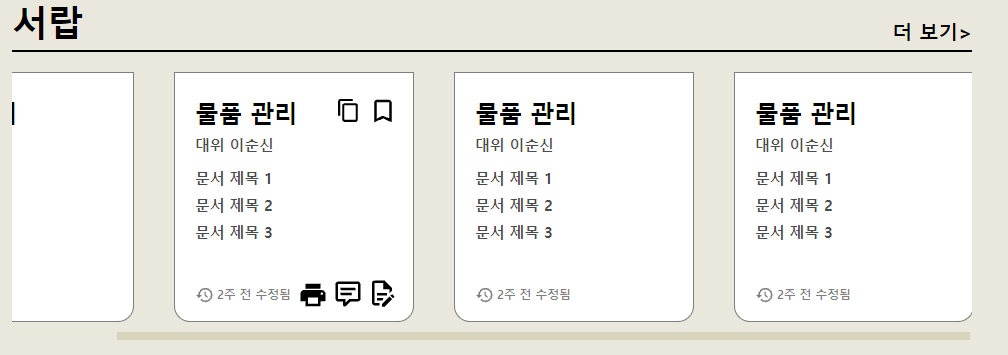 서랍
더 보기>
물품 관리
대위 이순신
문서 제목 1
문서 제목 2
문서 제목 3
2주 전 수정됨
물품 관리
대위 이순신
문서 제목 1
문서 제목 2
문서 제목 3
2주 전 수정됨
물품 관리
대위 이순신
문서 제목 1
문서 제목 2
문서 제목 3
2주 전 수정됨